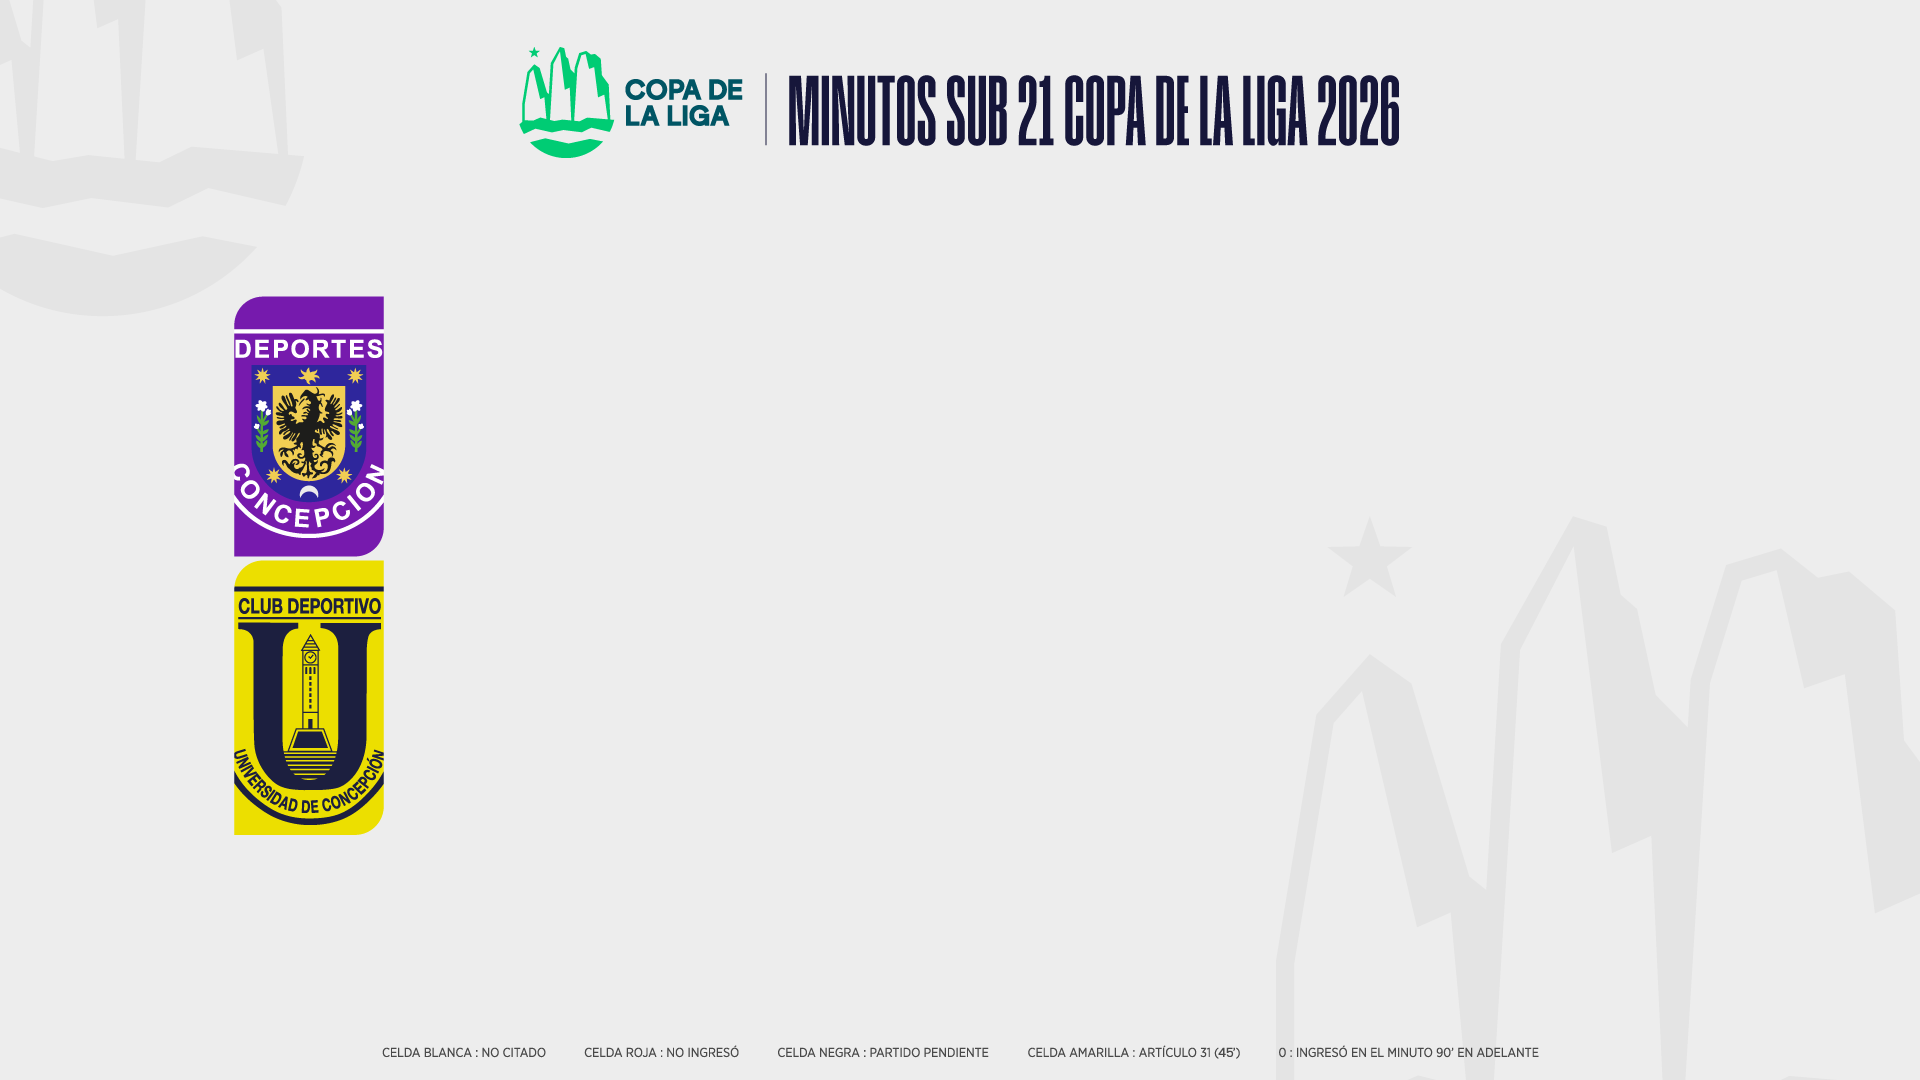 COPA DE
LA LIGA
MINUTOS SUB 21 COPA DE LA LIGA 2026
DEPORTES
CONCEPCION
CLUB DEPORTIVO
UNIVERSIDAD DE CONCEPCIÓN
CELDA BLANCA : NO CITADO
CELDA ROJA : NO INGRESÓ
CELDA NEGRA : PARTIDO PENDIENTE
CELDA AMARILLA : ARTÍCULO 31 (45')
0 : INGRESÓ EN EL MINUTO 90' EN ADELANTE